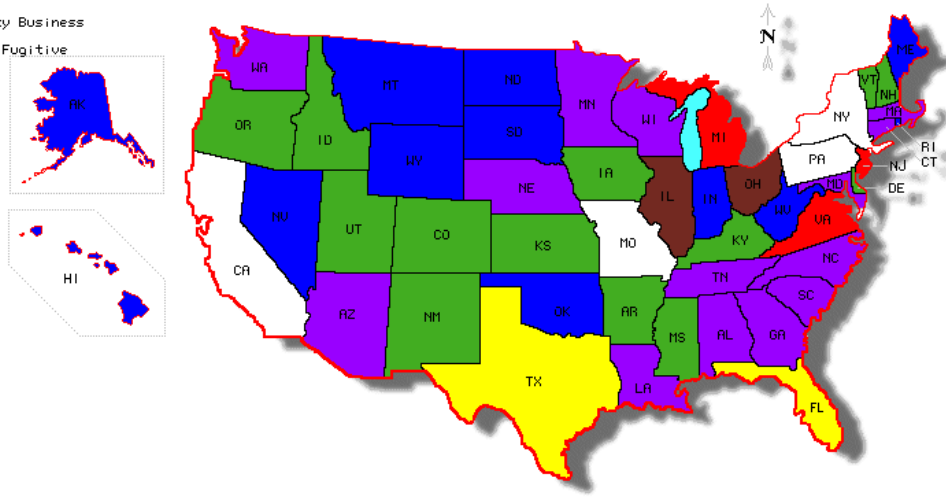 y Business
Fugitive
N
WA
MT
ND
MN
ME
VT
NH
AK
OR
ID
SD
WI
MI
NY
MA
WY
RI
CT
PA
NJ
NE
IA
IL
IN
OH
MD
DE
NV
UT
CO
KS
MO
KY
WV
VA
HI
CA
TN
NC
AZ
NM
OK
AR
SC
MS
AL
GA
TX
LA
FL